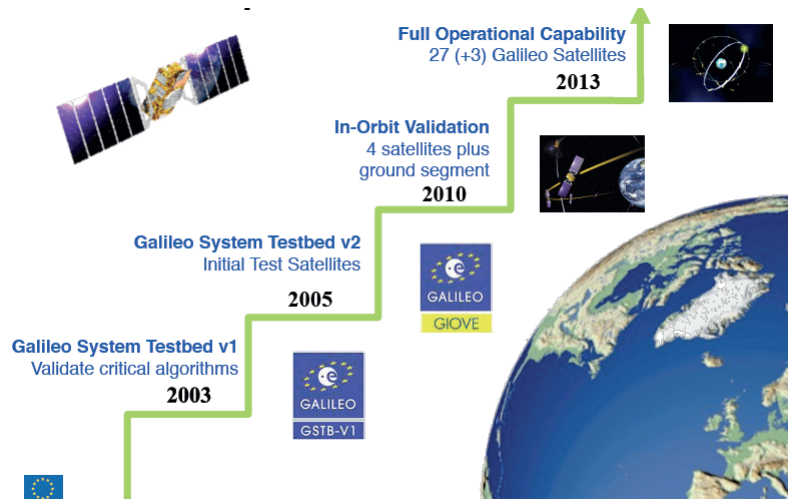 Full Operational Capability
27 (+3) Galileo Satellites
2013
In-Orbit Validation
4 satellites plus
ground segment
2010
Galileo System Testbed v2
Initial Test Satellites
2005
GALILEO
GIOVE
Galileo System Testbed v1
Validate critical algorithms
2003
GALILEO
GSTB-V1